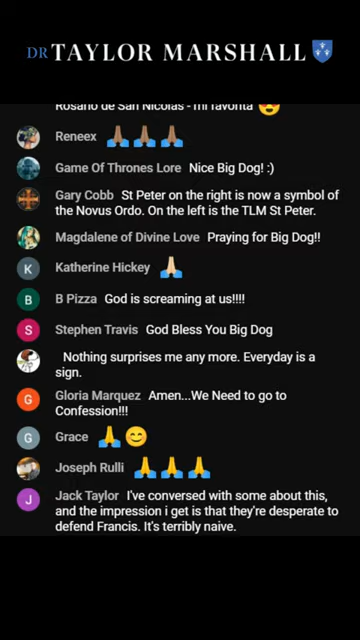 DR TAYLOR MARSHALL
Rosario de San Nicolas - mi favorita 😍
Reneex 🙏🏽🙏🏽🙏🏽
Game Of Thrones Lore Nice Big Dog! :)
Gary Cobb St Peter on the right is now a symbol of
the Novus Ordo. On the left is the TLM St Peter.
Magdalene of Divine Love Praying for Big Dog!!
K
Katherine Hickey 🙏🏻
B
B Pizza God is screaming at us!!!!
S
Stephen Travis God Bless You Big Dog
Nothing surprises me any more. Everyday is a
sign.
G
Gloria Marquez Amen...We Need to go to
Confession!!!
G
Grace 🙏😊
Joseph Rulli 🙏🙏🙏
J
Jack Taylor I've conversed with some about this,
and the impression i get is that they're desperate to
defend Francis. It's terribly naive.